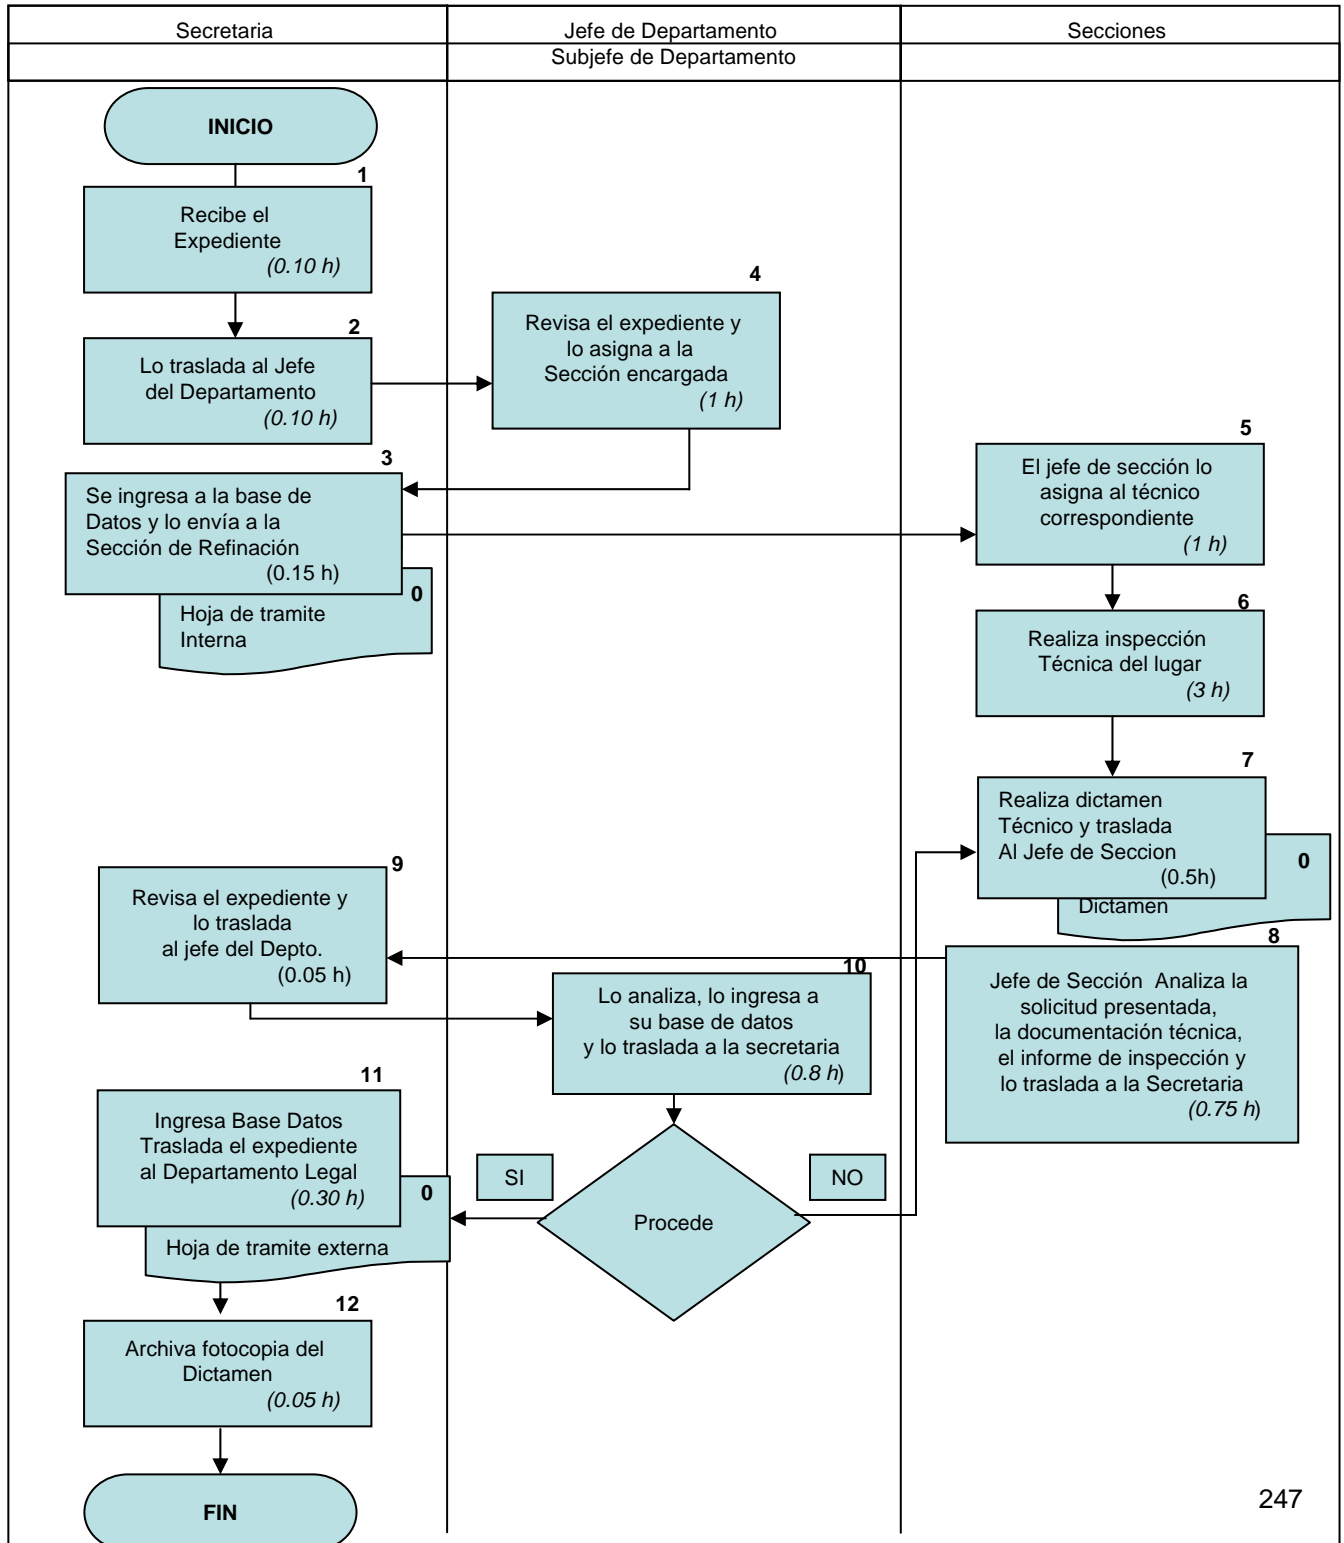 Secretaria
Jefe de Departamento
Subjefe de Departamento
Secciones
INICIO
1
Recibe el
Expediente
(0.10 h)
2
Lo traslada al Jefe
del Departamento
(0.10 h)
4
Revisa el expediente y
lo asigna a la
Sección encargada
(1 h)
3
Se ingresa a la base de
Datos y lo envía a la
Sección de Refinación
(0.15 h)
0
Hoja de tramite
Interna
5
El jefe de sección lo
asigna al técnico
correspondiente
(1 h)
6
Realiza inspección
Técnica del lugar
(3 h)
7
Realiza dictamen
Técnico y traslada
Al Jefe de Seccion
(0.5h)
0
Dictamen
8
Jefe de Sección Analiza la
solicitud presentada,
la documentación técnica,
el informe de inspección y
lo traslada a la Secretaria
(0.75 h)
9
Revisa el expediente y
lo traslada
al jefe del Depto.
(0.05 h)
10
Lo analiza, lo ingresa a
su base de datos
y lo traslada a la secretaria
(0.8 h)
Procede
SI
NO
11
Ingresa Base Datos
Traslada el expediente
al Departamento Legal
(0.30 h)
0
Hoja de tramite externa
12
Archiva fotocopia del
Dictamen
(0.05 h)
FIN
247